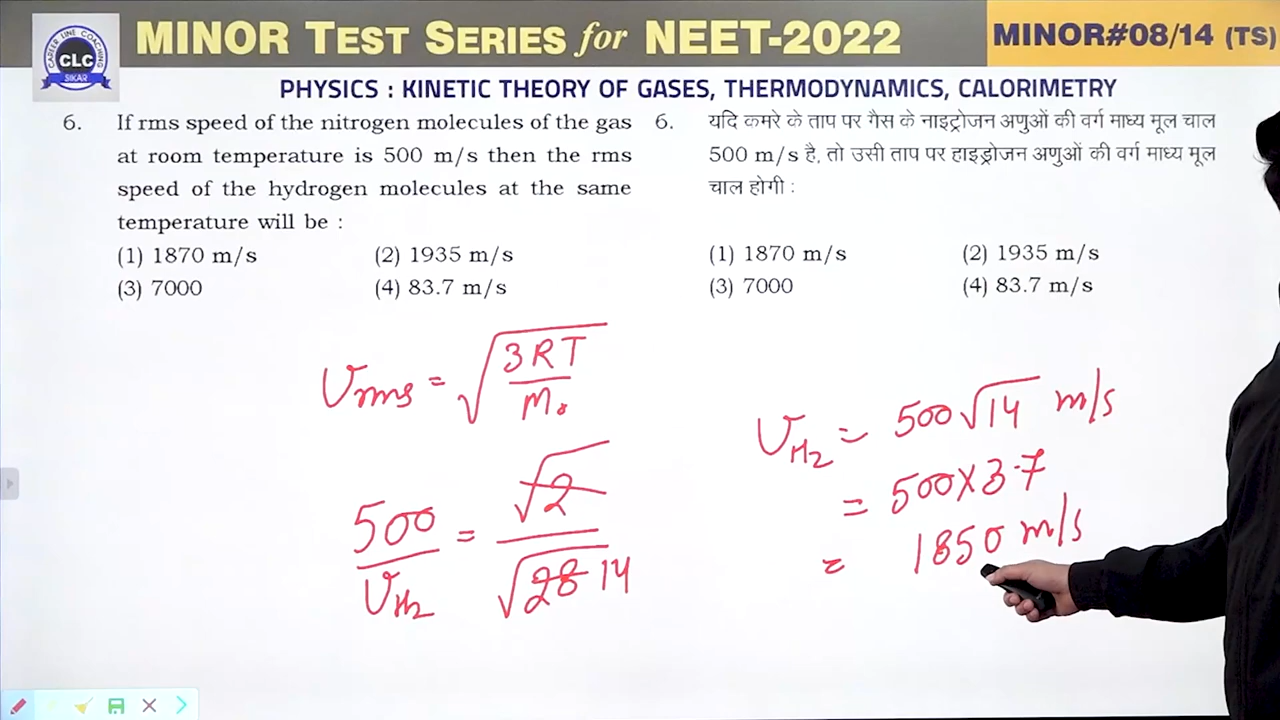 CAREER LINE COACHING
CLC
SIKAR
MINOR TEST SERIES for NEET-2022
MINOR#08/14 (TS)
PHYSICS : KINETIC THEORY OF GASES, THERMODYNAMICS, CALORIMETRY
6. If rms speed of the nitrogen molecules of the gas
at room temperature is 500 m/s then the rms
speed of the hydrogen molecules at the same
temperature will be :
(1) 1870 m/s (2) 1935 m/s
(3) 7000 (4) 83.7 m/s
6. यदि कमरे के ताप पर गैस के नाइट्रोजन अणुओं की वर्ग माध्य मूल चाल
500 m/s है, तो उसी ताप पर हाइड्रोजन अणुओं की वर्ग माध्य मूल
चाल होगी :
(1) 1870 m/s (2) 1935 m/s
(3) 7000 (4) 83.7 m/s
Vrms = √(3RT/M₀)
500/V_H₂ = √2/√28 14
V_H₂ = 500√14 m/s
= 500×3.7
= 1850 m/s